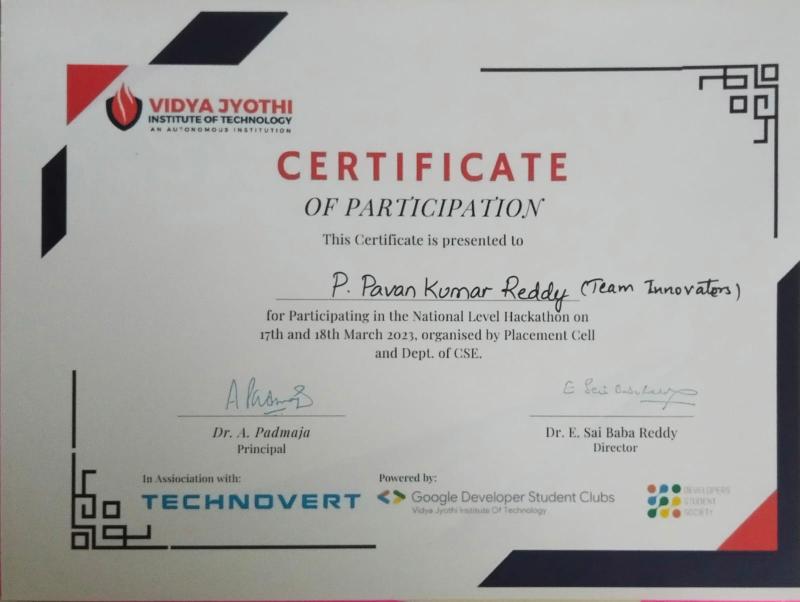 VIDYA JYOTHI
INSTITUTE OF TECHNOLOGY
AN AUTONOMOUS INSTITUTION
CERTIFICATE
OF PARTICIPATION
This Certificate is presented to
P. Pavan Kumar Reddy (Team Innovators)
for Participating in the National Level Hackathon on
17th and 18th March 2023, organised by Placement Cell
and Dept. of CSE.
A Padmaja
E Sai Baba Reddy
Dr. A. Padmaja
Principal
Dr. E. Sai Baba Reddy
Director
In Assiociation with:
TECHNOVERT
Powered by:
Google Developer Student Clubs
Vidya Jyothi Institute Of Technology
DEVELOPERS
STUDENT
SOCIETY